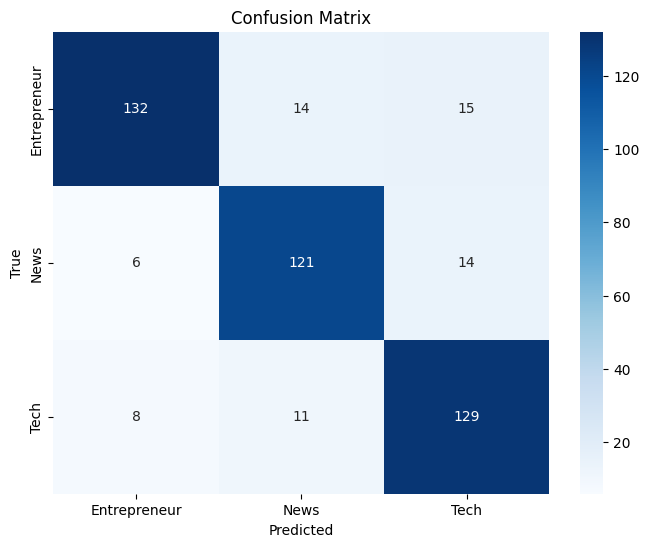 Confusion Matrix
Entrepreneur 132 14 15
News 6 121 14
Tech 8 11 129
True
Entrepreneur News Tech
Predicted
120
100
80
60
40
20